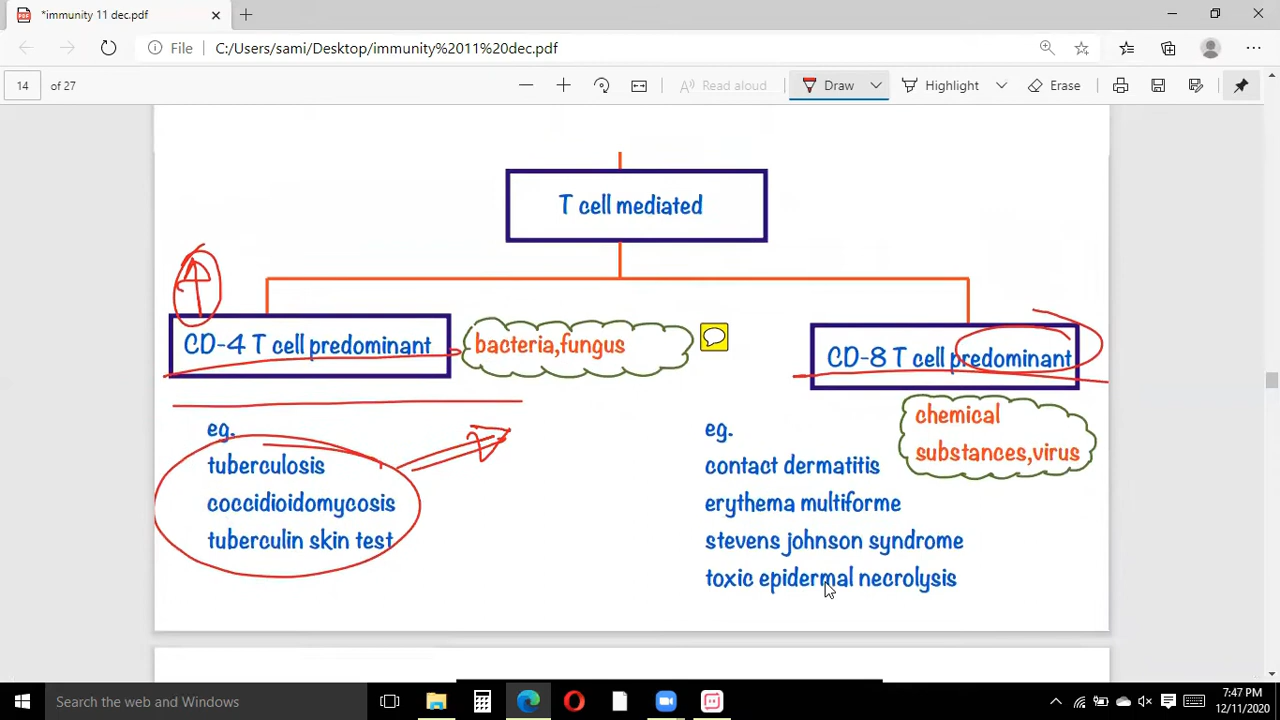 *immunity 11 dec.pdf
File
C:/Users/sami/Desktop/immunity%2011%20dec.pdf
14 of 27
Read aloud
Draw
Highlight
Erase
T cell mediated
CD-4 T cell predominant
bacteria,fungus
CD-8 T cell predominant
chemical
substances,virus
eg.
tuberculosis
coccidioidomycosis
tuberculin skin test
eg.
contact dermatitis
erythema multiforme
stevens johnson syndrome
toxic epidermal necrolysis
Search the web and Windows
7:47 PM
12/11/2020